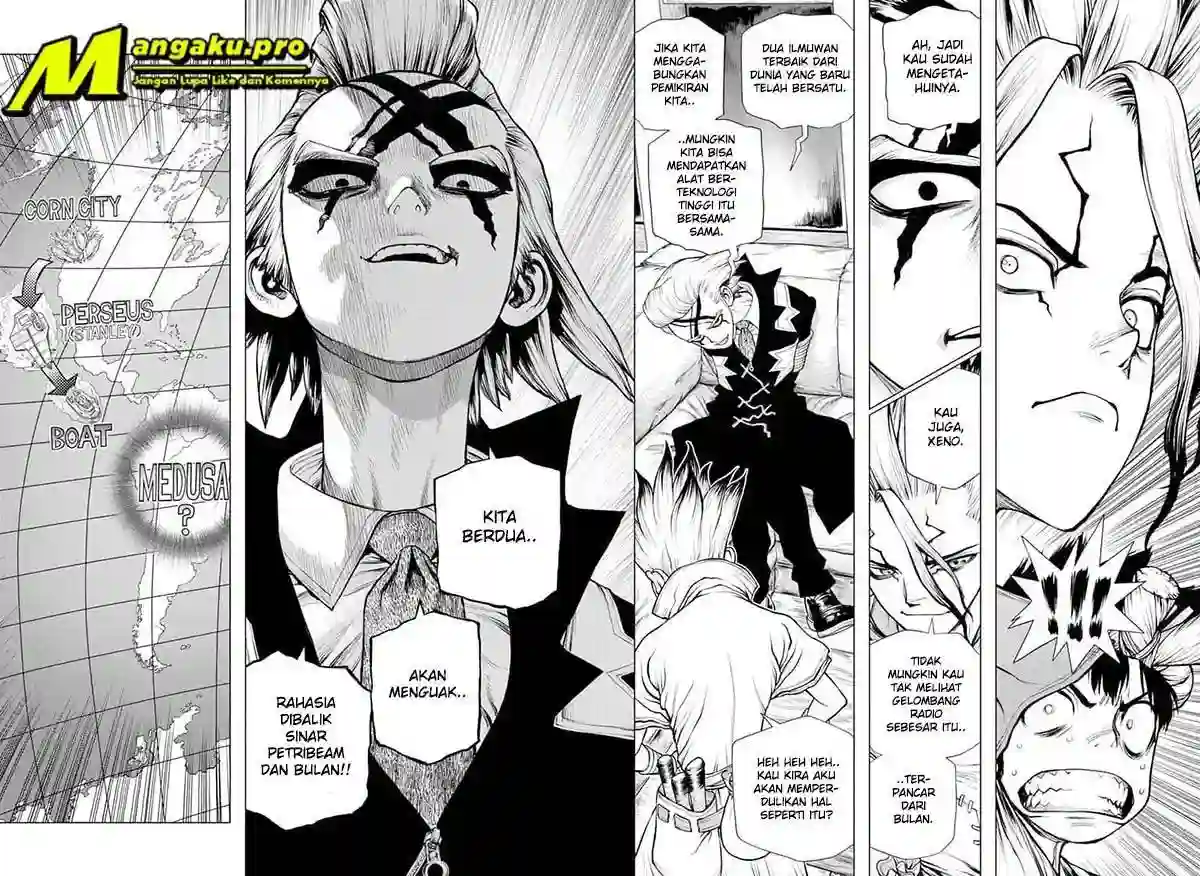 Mangaku.pro
Jangan Lupa Like dan Komennya
AH, JADI
KAU SUDAH
MENGETA-
HUINYA.
KAU
JUGA,
XENO.
TIDAK
MUNGKIN KAU
TAK MELIHAT
GELOMBANG
RADIO
SEBESAR ITU..
..TER-
PANCAR
DARI
BULAN.
DUA ILMUWAN
TERBAIK DARI
DUNIA YANG BARU
TELAH BERSATU.
JIKA KITA
MENGGA-
BUNGKAN
PEMIKIRAN
KITA..
..MUNGKIN
KITA BISA
MENDAPATKAN
ALAT BER-
TEKNOLOGI
TINGGI ITU
BERSAMA-
SAMA.
HEH HEH HEH..
KAU KIRA AKU
AKAN MEMPER-
DULIKAN HAL
SEPERTI ITU?
KITA
BERDUA..
AKAN
MENGUAK..
RAHASIA
DIBALIK
SINAR
PETRIBEAM
DAN BULAN!!
CORN CITY
PERSEUS
(STANLEY)
BOAT
MEDUSA
?
!!!